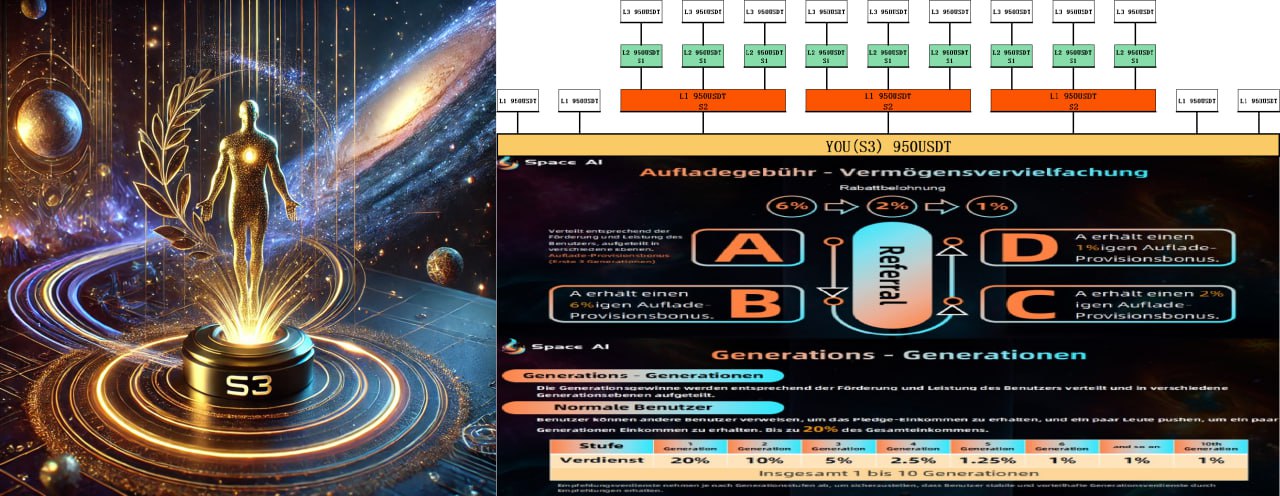 L3 950USDT L3 950USDT L3 950USDT L3 950USDT L3 950USDT L3 950USDT L3 950USDT L3 950USDT L3 950USDT
L2 950USDT L2 950USDT L2 950USDT L2 950USDT L2 950USDT L2 950USDT L2 950USDT L2 950USDT L2 950USDT
S1 S1 S1 S1 S1 S1 S1 S1 S1
L1 950USDT L1 950USDT L1 950USDT L1 950USDT L1 950USDT L1 950USDT L1 950USDT
S2 S2 S2
YOU(S3) 950USDT
Space AI
Aufladegebühr - Vermögensvervielfachung
Rabattbelohnung
6% 2% 1%
Verteilt entsprechend der
Förderung und Leistung des
Benutzers, aufgeteilt in
verschiedene ebenen.
Auflade-Provisionsbonus
(Erste 3 Generationen)
A
Referral
D
A erhält einen
1%igen Auflade-
Provisionsbonus.
A erhält einen
6%igen Auflade-
Provisionsbonus.
B
C
A erhält einen 2%
igen Auflade-
Provisionsbonus.
Space AI
Generations - Generationen
Generations - Generationen
Die Generationsgewinne werden entsprechend der Förderung und Leistung des Benutzers verteilt und in verschiedene
Generationsebenen aufgeteilt.
Normale Benutzer
Benutzer können andere Benutzer verweisen, um das Pledge-Einkommen zu erhalten, und ein paar Leute pushen, um ein paar
Generationen Einkommen zu erhalten. Bis zu 20% des Gesamteinkommens.
Stufe 1 Generation 2 Generation 3 Generation 4 Generation 5 Generation 6 Generation and so on 10th Generation
Verdienst 20% 10% 5% 2.5% 1.25% 1% 1% 1%
Insgesamt 1 bis 10 Generationen
Empfehlungsverdienste nehmen je nach Generationsstufen ab, um sicherzustellen, dass Benutzer stabile und vorteilhafte Generationsverdienste durch
Empfehlungen erhalten.
S3